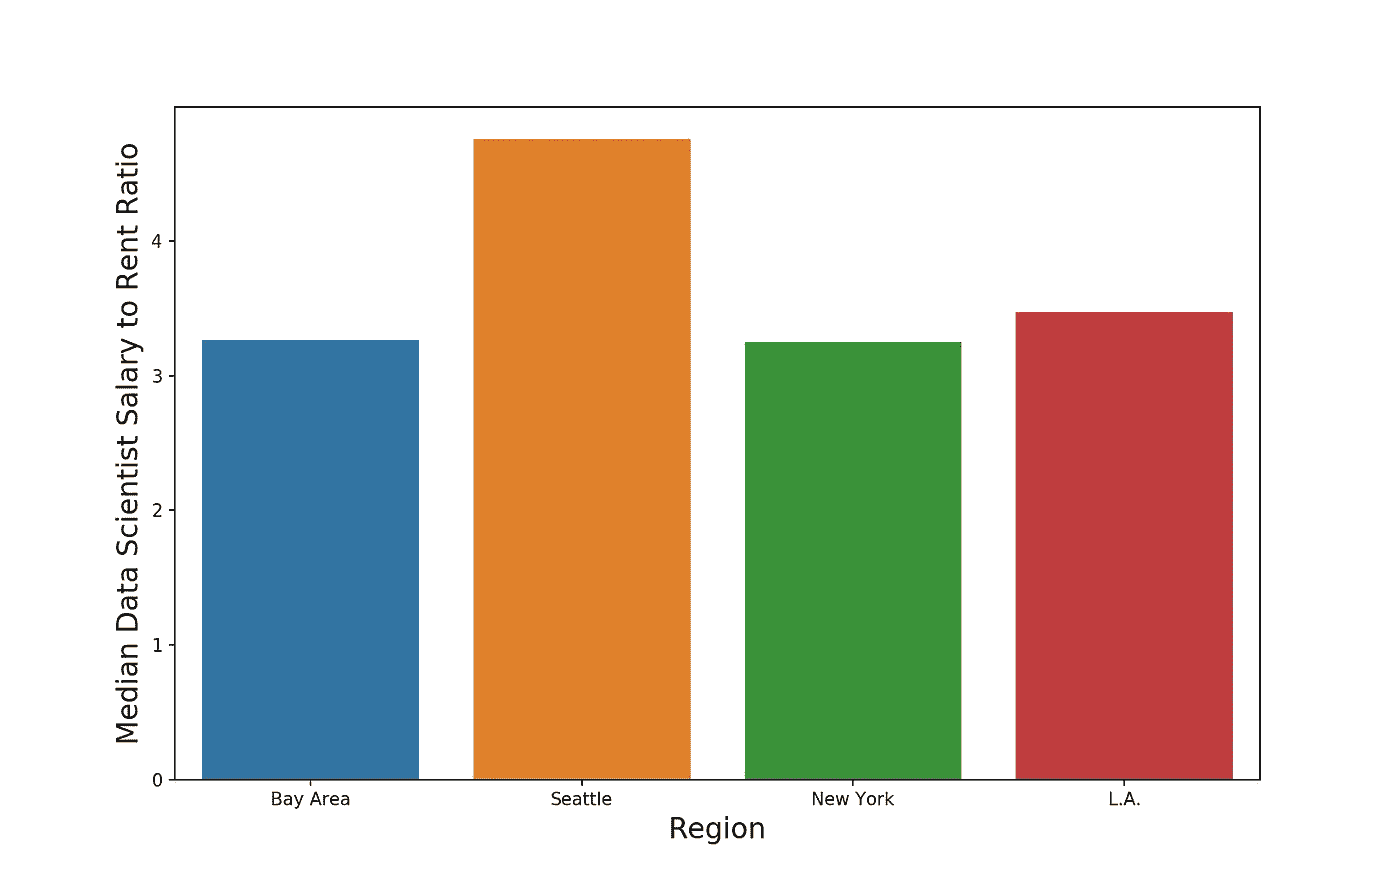 Median Data Scientist Salary to Rent Ratio
4
3
2
1
0
Bay Area Seattle New York L.A.
Region